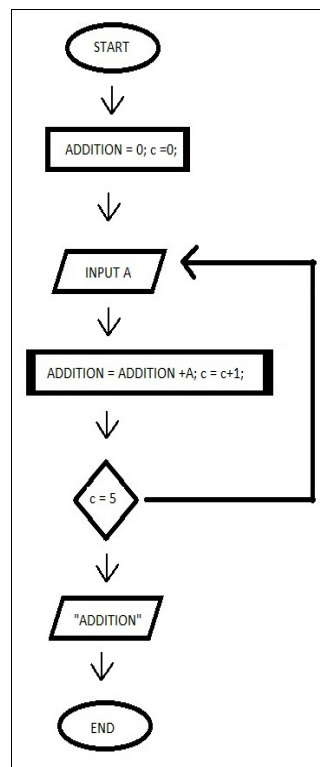 START
ADDITION = 0; c =0;
INPUT A
ADDITION = ADDITION +A; c = c+1;
c = 5
"ADDITION"
END